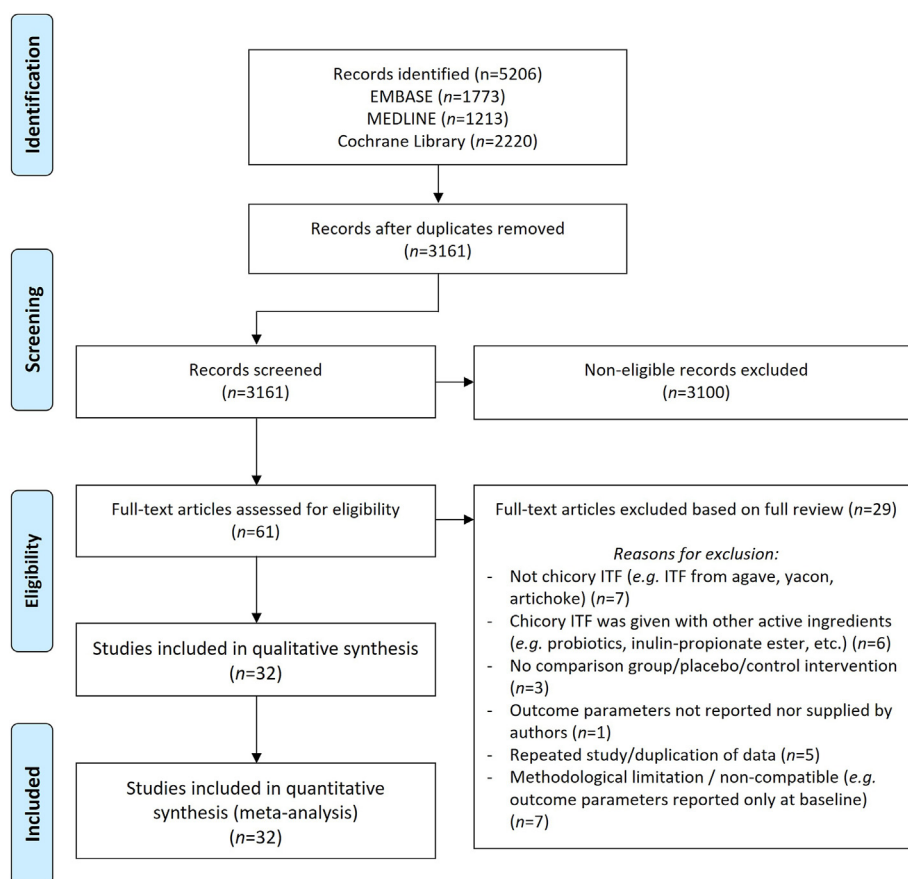 Identification
Records identified (n=5206)
EMBASE (n=1773)
MEDLINE (n=1213)
Cochrane Library (n=2220)
Records after duplicates removed
(n=3161)
Screening
Records screened
(n=3161)
Non-eligible records excluded
(n=3100)
Eligibility
Full-text articles assessed for eligibility
(n=61)
Full-text articles excluded based on full review (n=29)
Reasons for exclusion:
- Not chicory ITF (e.g. ITF from agave, yacon,
artichoke) (n=7)
- Chicory ITF was given with other active ingredients
(e.g. probiotics, inulin-propionate ester, etc.) (n=6)
- No comparison group/placebo/control intervention
(n=3)
- Outcome parameters not reported nor supplied by
authors (n=1)
- Repeated study/duplication of data (n=5)
- Methodological limitation / non-compatible (e.g.
outcome parameters reported only at baseline)
(n=7)
Studies included in qualitative synthesis
(n=32)
Included
Studies included in quantitative
synthesis (meta-analysis)
(n=32)